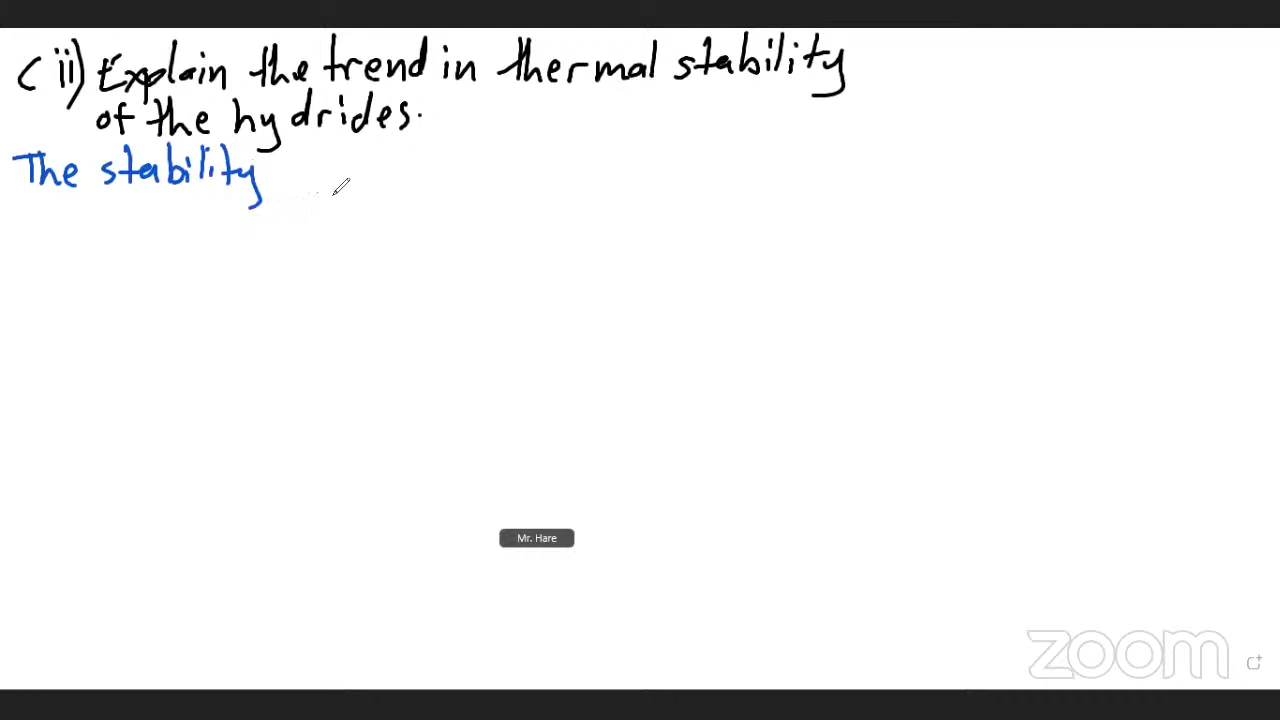 (ii) Explain the trend in thermal stability
of the hydrides.
The stability
Mr. Hare
zoom